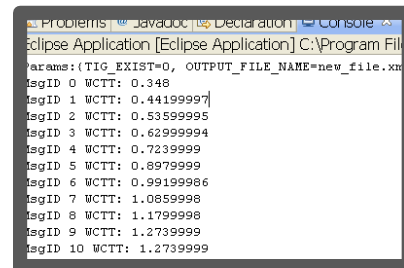 Problems @ Javadoc Declaration Console
Eclipse Application [Eclipse Application] C:\Program File
Params:{TIG_EXIST=0, OUTPUT_FILE_NAME=new_file.xm
MsgID 0 WCTT: 0.348
MsgID 1 WCTT: 0.44199997
MsgID 2 WCTT: 0.53599995
MsgID 3 WCTT: 0.62999994
MsgID 4 WCTT: 0.7239999
MsgID 5 WCTT: 0.8979999
MsgID 6 WCTT: 0.99199986
MsgID 7 WCTT: 1.0859998
MsgID 8 WCTT: 1.1799998
MsgID 9 WCTT: 1.2739999
MsgID 10 WCTT: 1.2739999